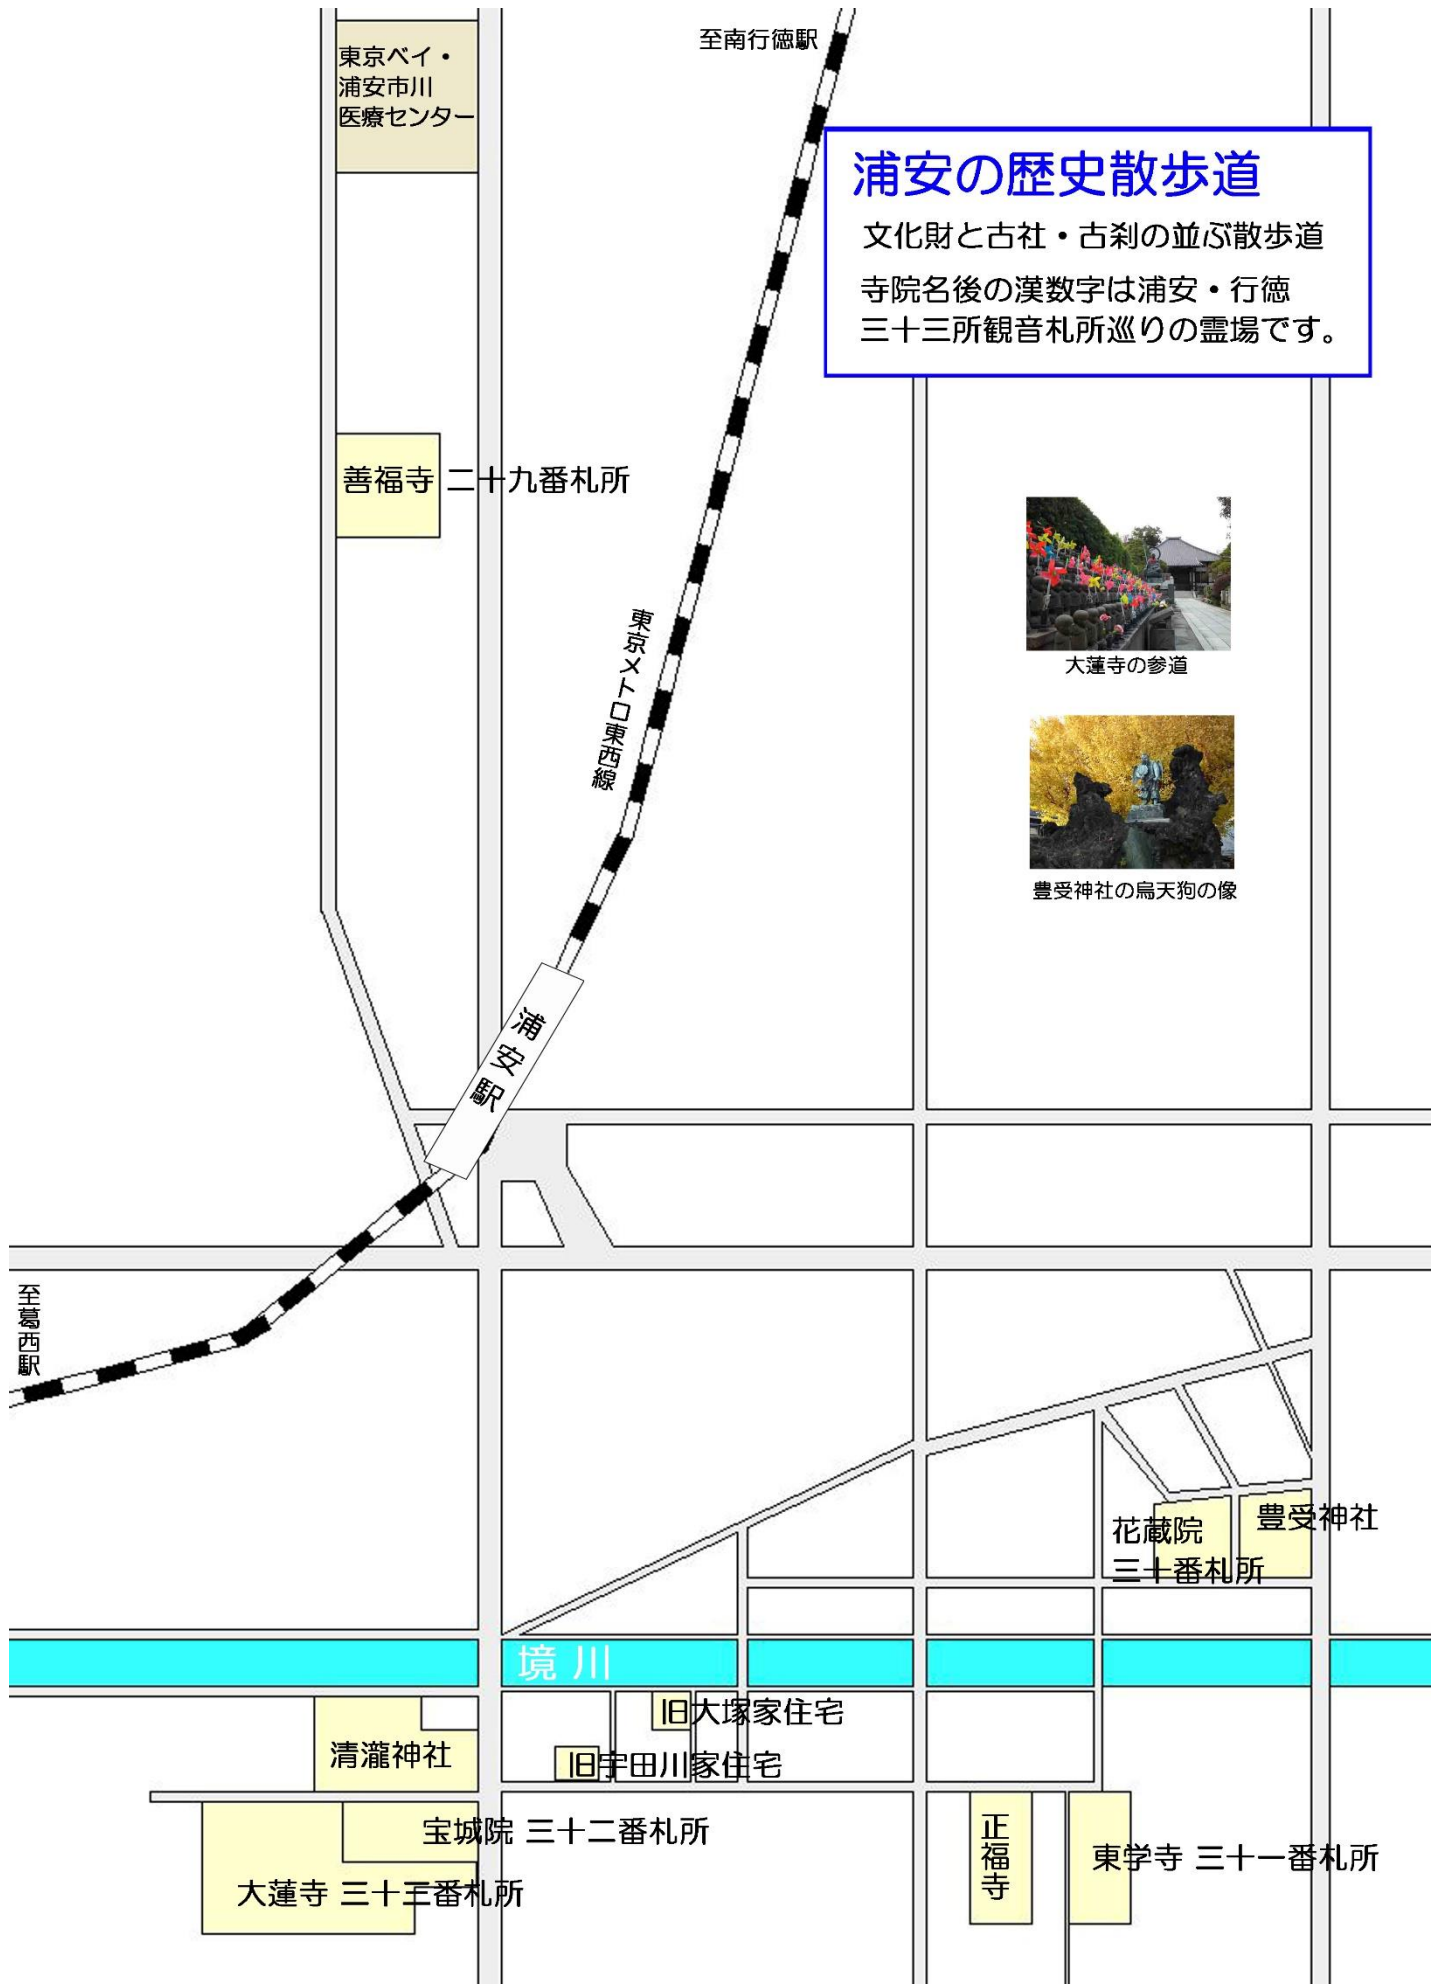 至南行徳駅
東京ベイ・
浦安市川
医療センター
浦安の歴史散歩道
文化財と古社・古刹の並ぶ散歩道
寺院名後の漢数字は浦安・行徳
三十三所観音札所巡りの霊場です。
善福寺 二十九番札所
東京メトロ東西線
大蓮寺の参道
豊受神社の烏天狗の像
浦安駅
至葛西駅
豊受神社
花蔵院
三十番札所
境川
旧大塚家住宅
清瀧神社
旧宇田川家住宅
宝城院 三十二番札所
正福寺
東学寺 三十一番札所
大蓮寺 三十三番札所